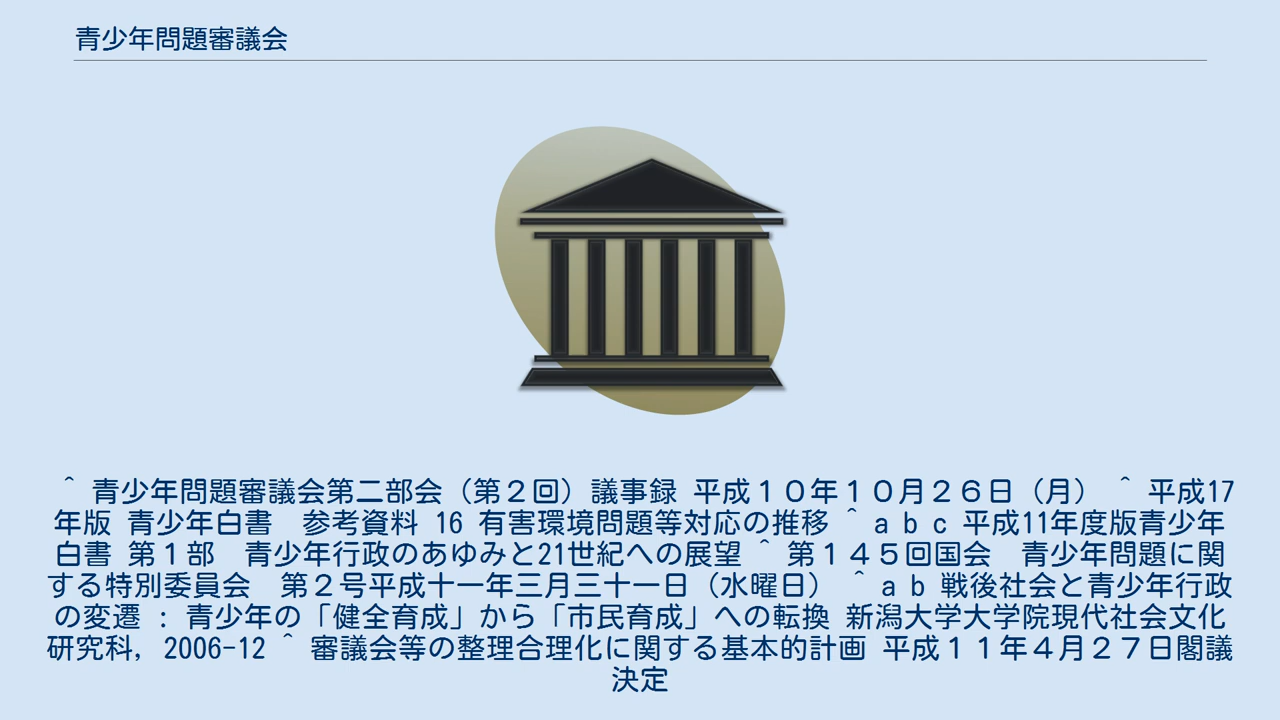 青少年問題審議会
^ 青少年問題審議会第二部会（第２回）議事録 平成１０年１０月２６日（月） ^ 平成17
年版 青少年白書　参考資料 16 有害環境問題等対応の推移 ^ a b c 平成11年度版青少年
白書 第１部　青少年行政のあゆみと21世紀への展望 ^ 第１４５回国会　青少年問題に関
する特別委員会　第２号平成十一年三月三十一日（水曜日） ^ a b 戦後社会と青少年行政
の変遷 : 青少年の「健全育成」から「市民育成」への転換 新潟大学大学院現代社会文化
研究科, 2006-12 ^ 審議会等の整理合理化に関する基本的計画 平成１１年４月２７日閣議
決定